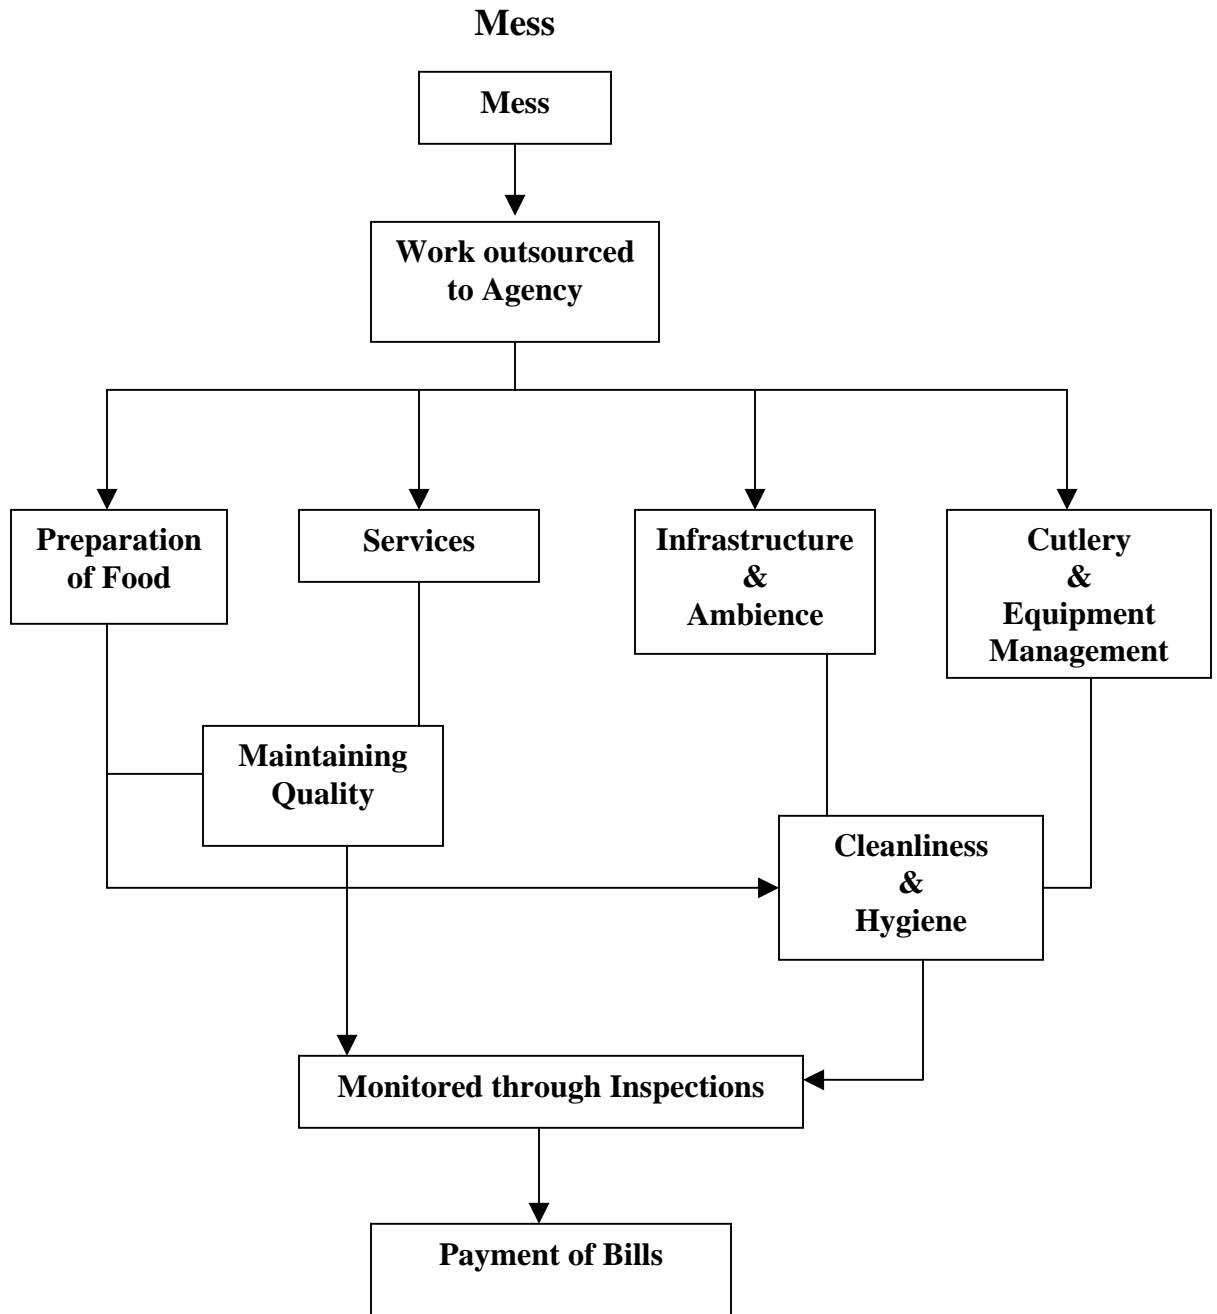 Mess
Mess
Work outsourced
to Agency
Preparation
of Food
Services
Infrastructure
&
Ambience
Cutlery
&
Equipment
Management
Maintaining
Quality
Cleanliness
&
Hygiene
Monitored through Inspections
Payment of Bills